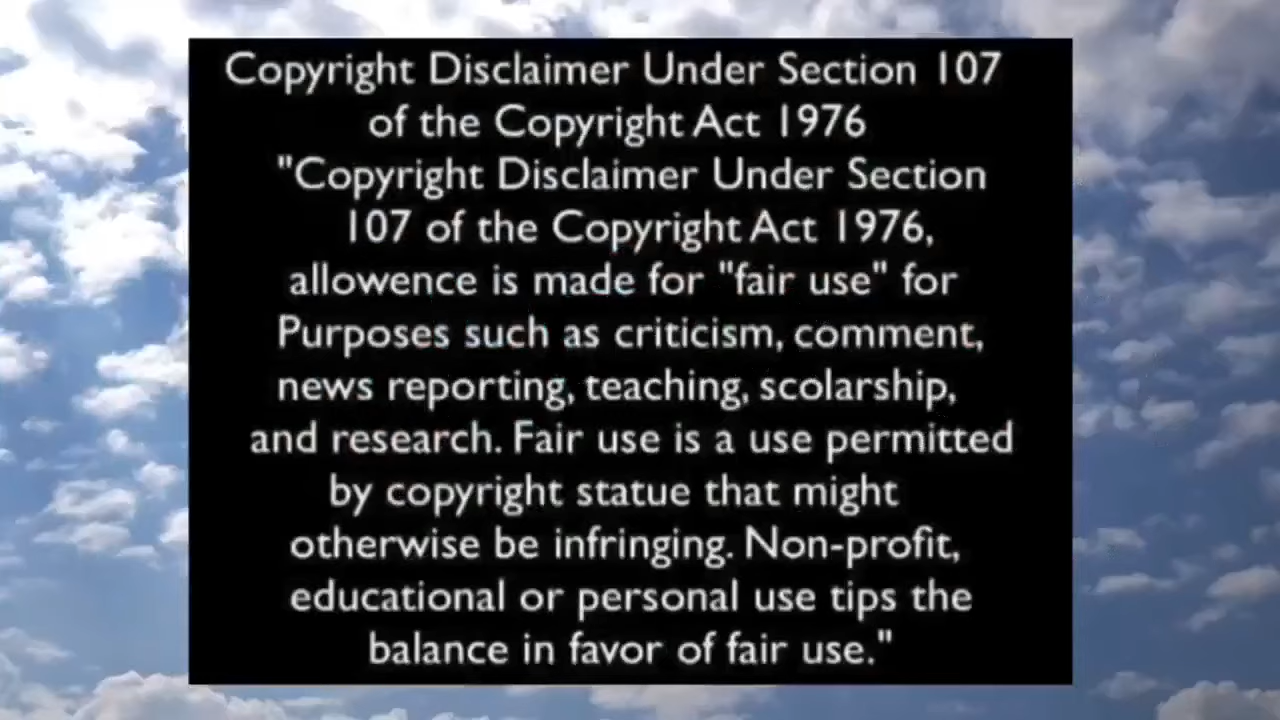 Copyright Disclaimer Under Section 107
of the Copyright Act 1976
"Copyright Disclaimer Under Section
107 of the Copyright Act 1976,
allowence is made for "fair use" for
Purposes such as criticism, comment,
news reporting, teaching, scolarship,
and research. Fair use is a use permitted
by copyright statue that might
otherwise be infringing. Non-profit,
educational or personal use tips the
balance in favor of fair use."